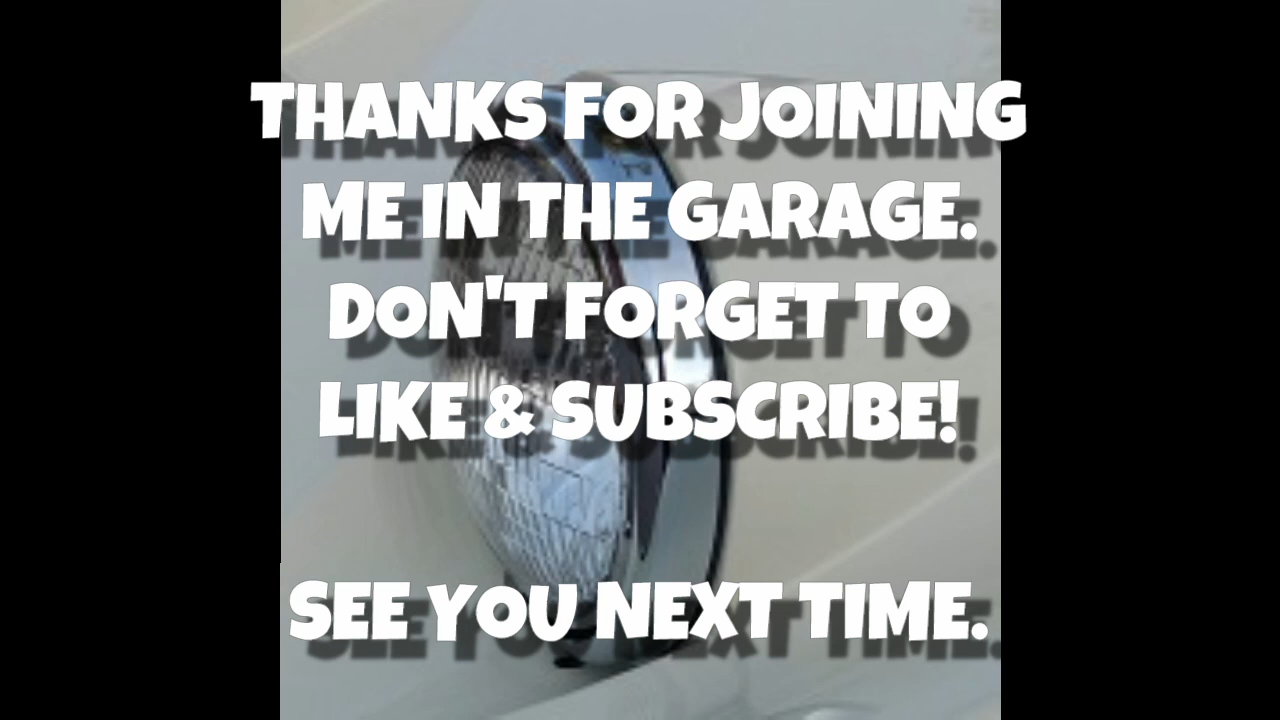 THANKS FOR JOINING
ME IN THE GARAGE.
DON'T FORGET TO
LIKE & SUBSCRIBE!
SEE YOU NEXT TIME.